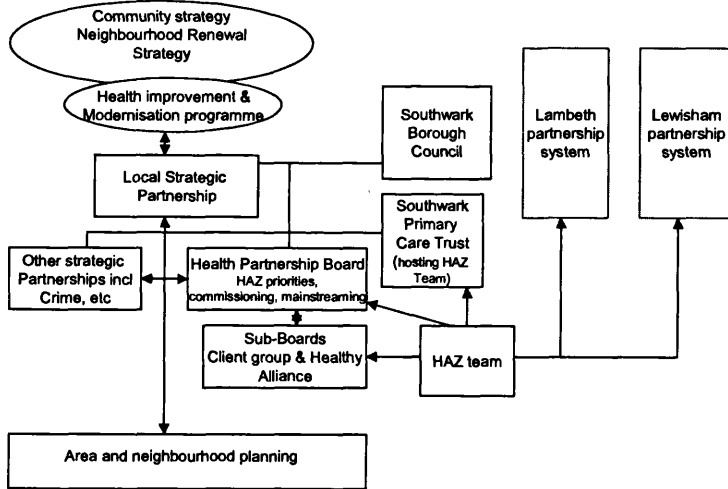 Community strategy
Neighbourhood Renewal
Strategy
Health improvement &
Modernisation programme
Local Strategic
Partnership
Southwark
Borough
Council
Lambeth
partnership
system
Lewisham
partnership
system
Southwark
Primary
Care Trust
(hosting HAZ
Team)
Other strategic
Partnerships incl
Crime, etc
Health Partnership Board
HAZ priorities,
commissioning, mainstreaming
Sub-Boards
Client group & Healthy
Alliance
HAZ team
Area and neighbourhood planning